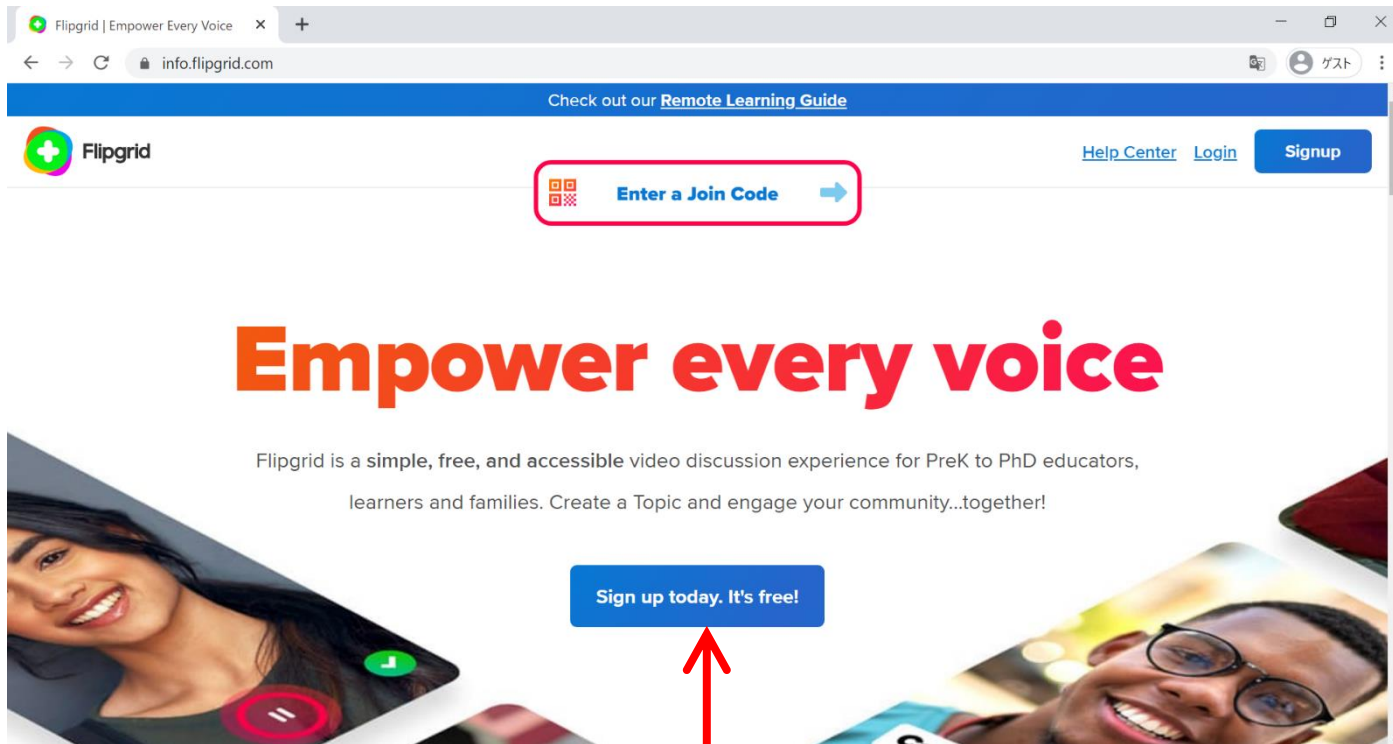 Flipgrid | Empower Every Voice
info.flipgrid.com
ゲスト
Check out our Remote Learning Guide
Flipgrid
Help Center Login Signup
Enter a Join Code
Empower every voice
Flipgrid is a simple, free, and accessible video discussion experience for PreK to PhD educators,
learners and families. Create a Topic and engage your community...together!
Sign up today. It's free!